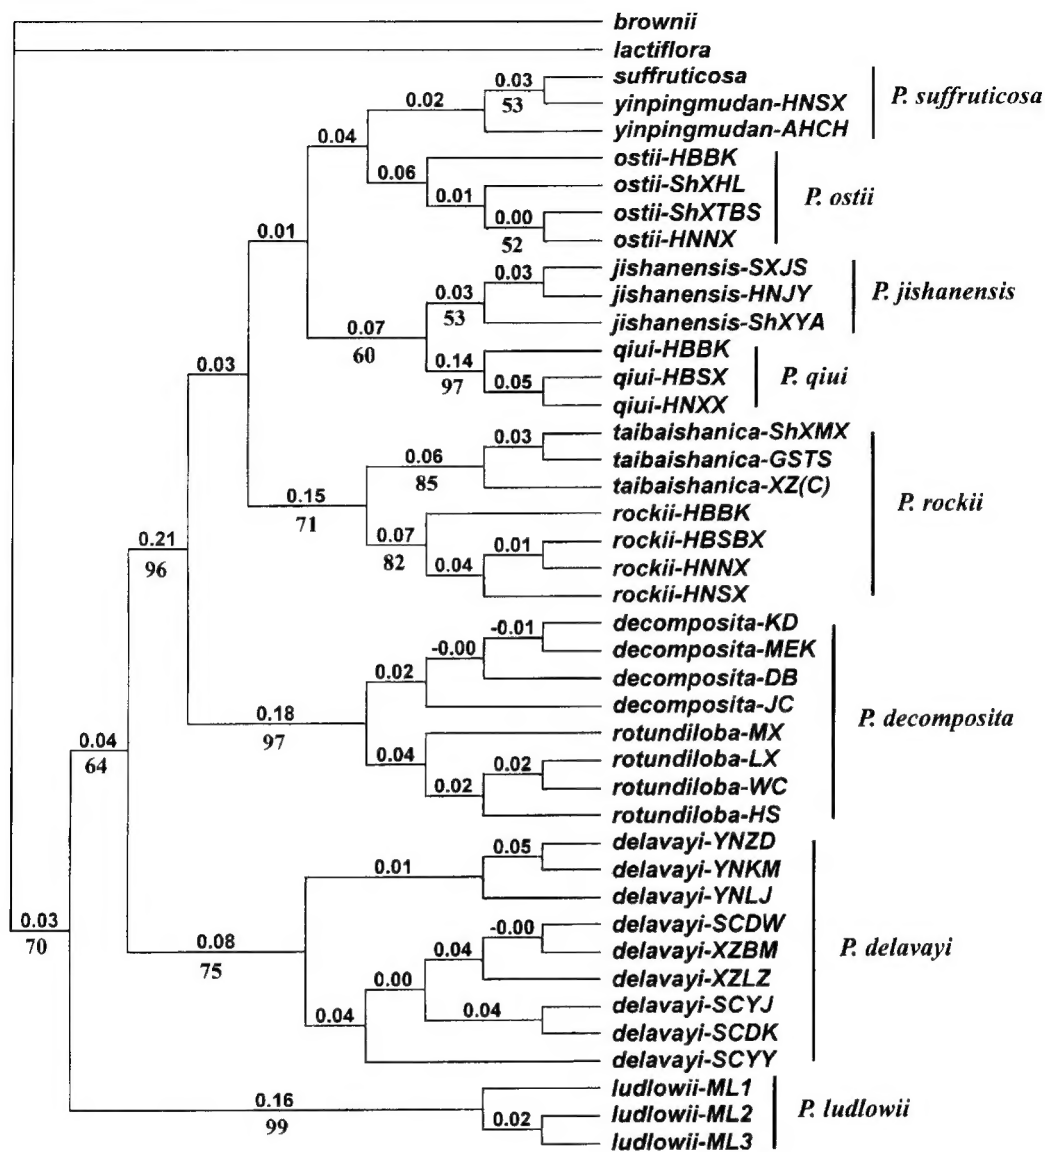 brownii
lactiflora
0.03 suffruticosa
0.02 53 yinpingmudan-HNSX P. suffruticosa
yinpingmudan-AHCH
0.04
0.06 ostii-HBBK
0.01 ostii-ShXHL P. ostii
0.00 ostii-ShXTBS
52 ostii-HNNX
0.01
0.03 jishanensis-SXJS
0.03 jishanensis-HNJY P. jishanensis
53 jishanensis-ShXYA
0.07
60
0.14 qiui-HBBK
97 0.05 qiui-HBSX P. qiui
qiui-HNXX
0.03
0.03 taibaishanica-ShXMX
0.06 taibaishanica-GSTS
85 taibaishanica-XZ(C)
0.15 P. rockii
71
0.07 rockii-HBBK
82 0.01 rockii-HBSBX
0.04 rockii-HNNX
rockii-HNSX
0.21
96
-0.01 decomposita-KD
-0.00 decomposita-MEK
0.02 decomposita-DB
decomposita-JC
0.18 P. decomposita
97
0.04 rotundiloba-MX
0.02 rotundiloba-LX
0.02 rotundiloba-WC
rotundiloba-HS
0.04
64
0.05 delavayi-YNZD
0.01 delavayi-YNKM
delavayi-YNLJ
0.03
70
0.08 P. delavayi
75
-0.00 delavayi-SCDW
0.04 delavayi-XZBM
0.00 delavayi-XZLZ
0.04 delavayi-SCYJ
0.04 delavayi-SCDK
delavayi-SCYY
0.16 ludlowii-ML1
99 0.02 ludlowii-ML2 P. ludlowii
ludlowii-ML3